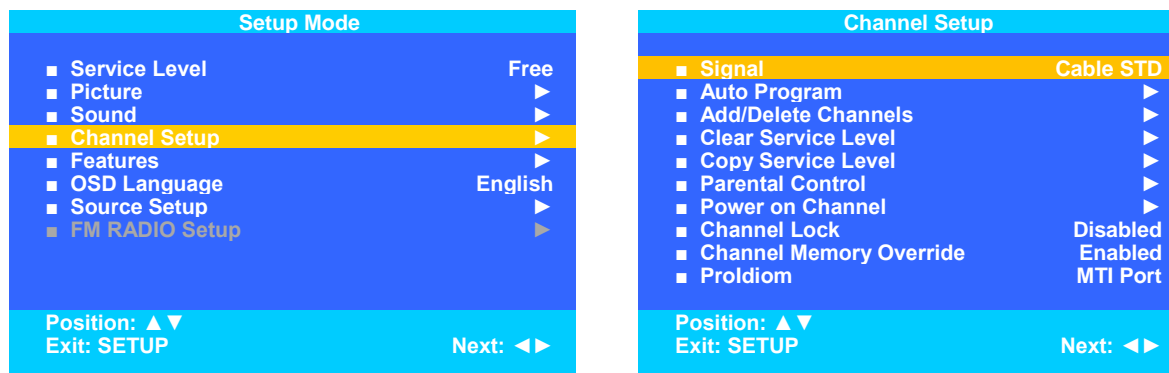 Setup Mode
■ Service Level Free
■ Picture ►
■ Sound ►
■ Channel Setup ►
■ Features ►
■ OSD Language English
■ Source Setup ►
■ FM RADIO Setup ►
Position: ▲▼
Exit: SETUP Next: ◄►
Channel Setup
■ Signal Cable STD
■ Auto Program ►
■ Add/Delete Channels ►
■ Clear Service Level ►
■ Copy Service Level ►
■ Parental Control ►
■ Power on Channel ►
■ Channel Lock Disabled
■ Channel Memory Override Enabled
■ ProIdiom MTI Port
Position: ▲▼
Exit: SETUP Next: ◄►